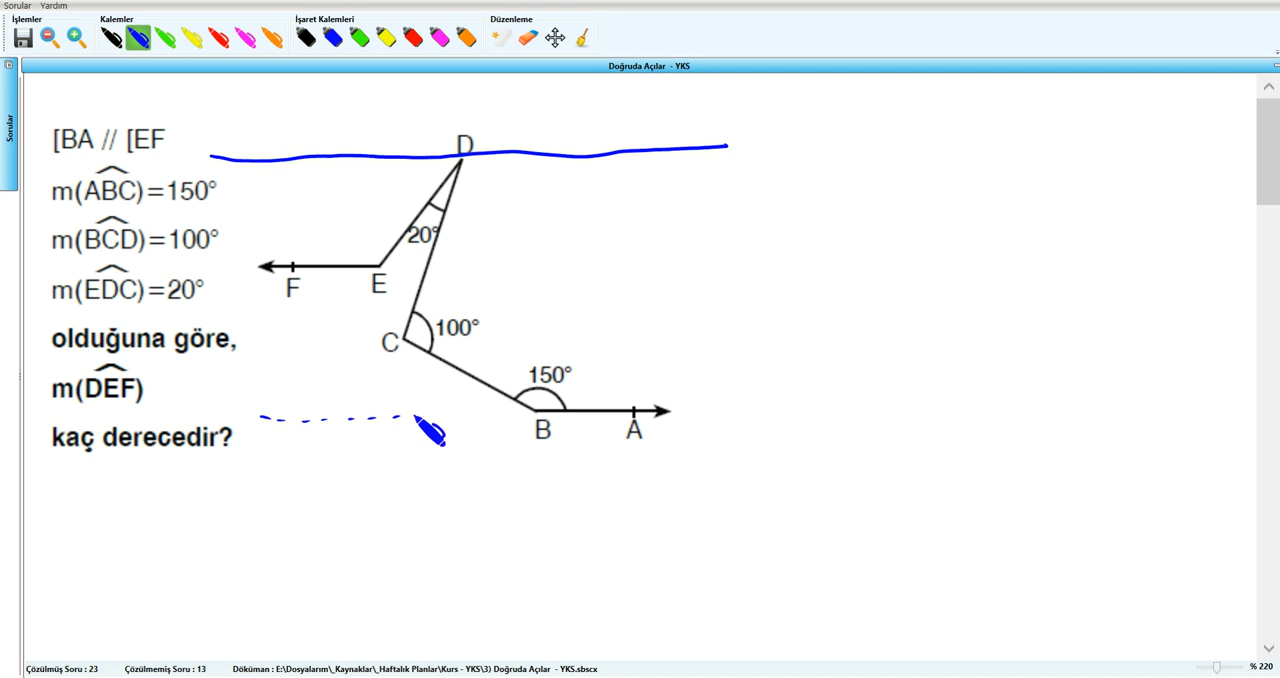 Sorular Yardım
İşlemler Kalemler İşaret Kalemleri Düzenleme
Doğruda Açılar - YKS
Sorular
[BA // [EF
m(ABC)=150°
m(BCD)=100°
m(EDC)=20°
olduğuna göre,
m(DEF)
kaç derecedir?
D
20°
F E
C 100°
150°
B A
Çözülmüş Soru : 23 Çözülmemiş Soru : 13 Döküman : E:\Dosyalarım\_Kaynaklar\_Haftalık Planlar\Kurs - YKS\3) Doğruda Açılar - YKS.sbscx % 220